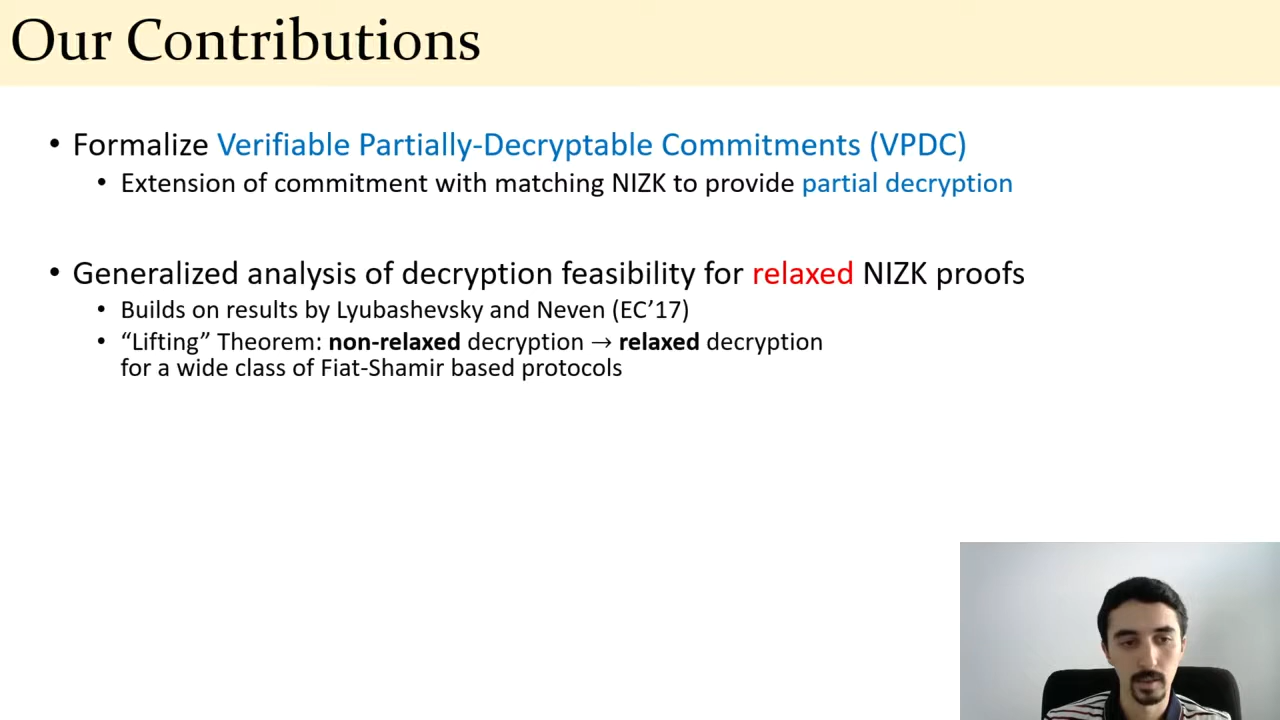 Our Contributions
• Formalize Verifiable Partially-Decryptable Commitments (VPDC)
• Extension of commitment with matching NIZK to provide partial decryption
• Generalized analysis of decryption feasibility for relaxed NIZK proofs
• Builds on results by Lyubashevsky and Neven (EC’17)
• “Lifting” Theorem: non-relaxed decryption → relaxed decryption
for a wide class of Fiat-Shamir based protocols